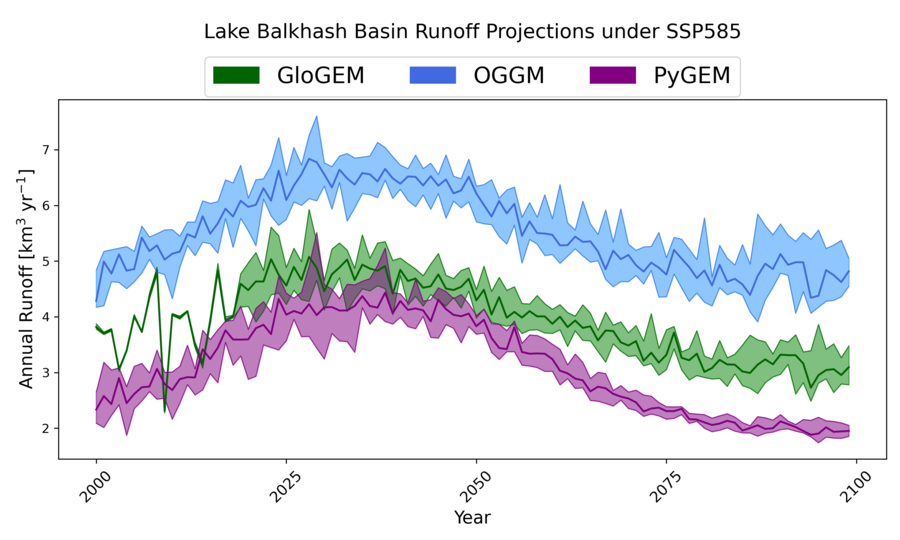 Lake Balkhash Basin Runoff Projections under SSP585
GloGEM OGGM PyGEM
Annual Runoff [km³ yr⁻¹]
7
6
5
4
3
2
2000 2025 2050 2075 2100
Year